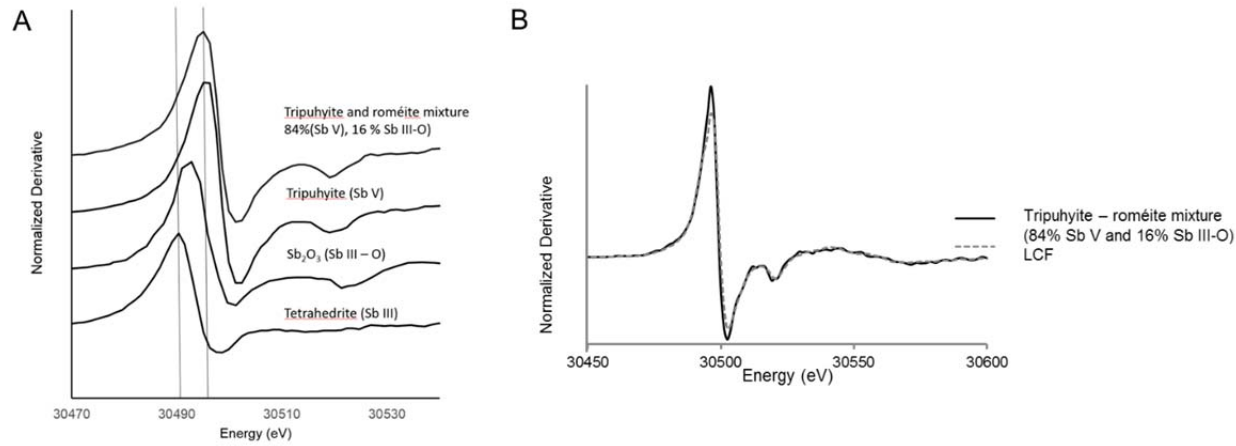 A
Normalized Derivative
Tripuhyite and roméite mixture
84%(Sb V), 16 % Sb III-O)
Tripuhyite (Sb V)
Sb₂O₃ (Sb III – O)
Tetrahedrite (Sb III)
30470 30490 30510 30530
Energy (eV)
B
Normalized Derivative
Tripuhyite – roméite mixture
(84% Sb V and 16% Sb III-O)
LCF
30450 30500 30550 30600
Energy (eV)